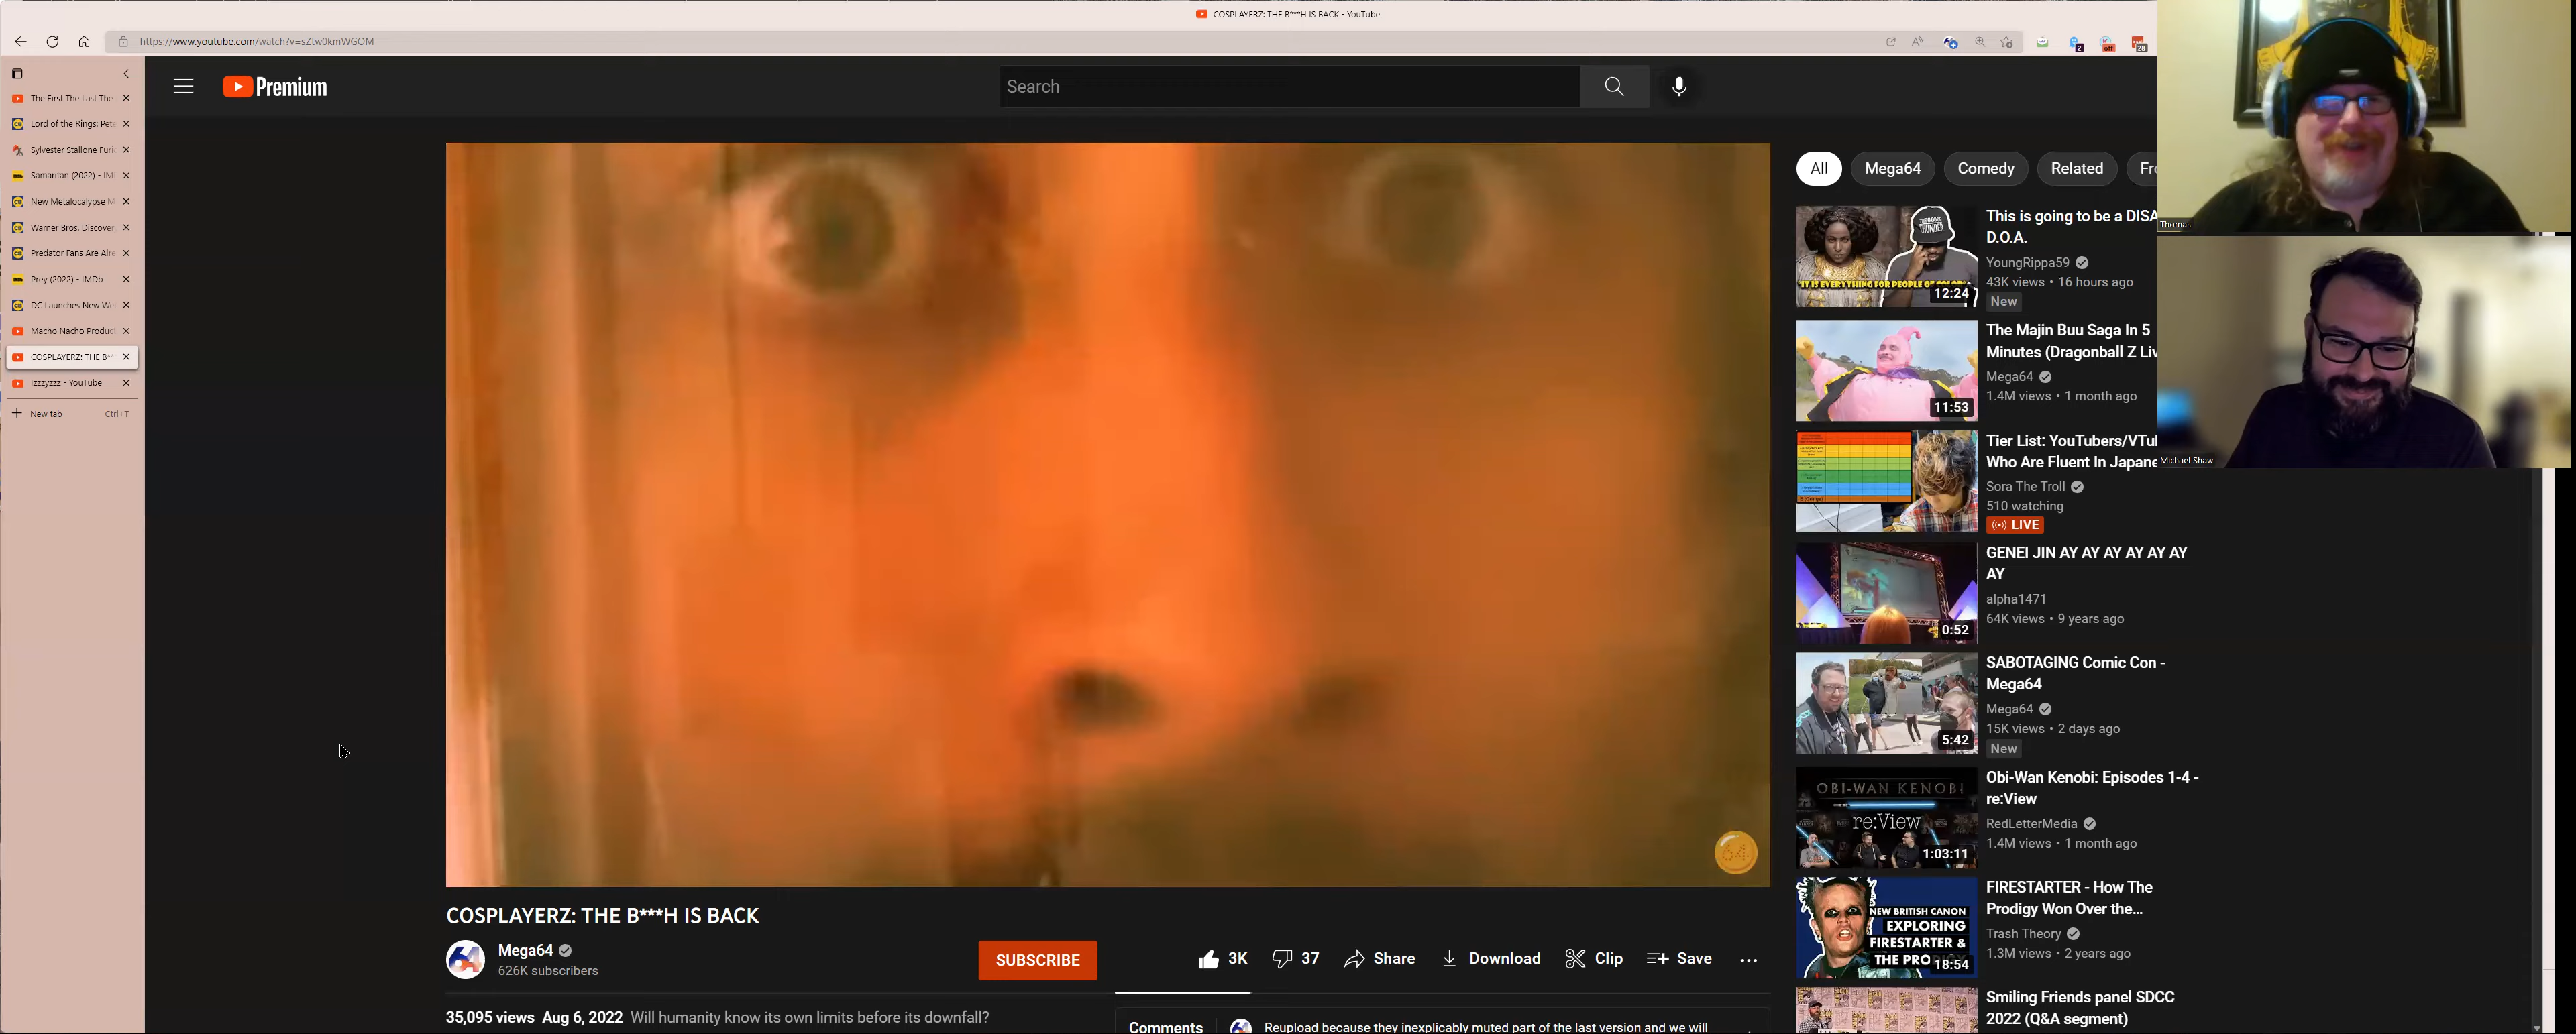 COSPLAYERZ: THE B***H IS BACK - YouTube
https://www.youtube.com/watch?v=sZtw0kmWGOM
2
off
28
The First The Last The
Lord of the Rings: Pete
Sylvester Stallone Furi
Samaritan (2022) - IM
New Metalocalypse M
Warner Bros. Discover
Predator Fans Are Alre
Prey (2022) - IMDb
DC Launches New We
Macho Nacho Produc
COSPLAYERZ: THE B**
Izzzyzzz - YouTube
New tab Ctrl+T
Premium
Search
All Mega64 Comedy Related Fro
This is going to be a DISA
D.O.A.
YoungRippa59
43K views • 16 hours ago
New
12:24
The Majin Buu Saga In 5
Minutes (Dragonball Z Liv
Mega64
1.4M views • 1 month ago
11:53
Tier List: YouTubers/VTu
Who Are Fluent In Japane
Sora The Troll
510 watching
LIVE
GENEI JIN AY AY AY AY AY AY
AY
alpha1471
64K views • 9 years ago
0:52
SABOTAGING Comic Con -
Mega64
Mega64
15K views • 2 days ago
New
5:42
Obi-Wan Kenobi: Episodes 1-4 -
re:View
RedLetterMedia
1.4M views • 1 month ago
OBI-WAN KENOBI
re:View
1:03:11
FIRESTARTER - How The
Prodigy Won Over the...
Trash Theory
1.3M views • 2 years ago
NEW BRITISH CANON
EXPLORING
FIRESTARTER &
THE PRO
18:54
Smiling Friends panel SDCC
2022 (Q&A segment)
Thomas
Michael Shaw
64
COSPLAYERZ: THE B***H IS BACK
Mega64
626K subscribers
SUBSCRIBE
3K 37 Share Download Clip Save
35,095 views Aug 6, 2022 Will humanity know its own limits before its downfall?
Comments Reupload because they inexplicably muted part of the last version and we will